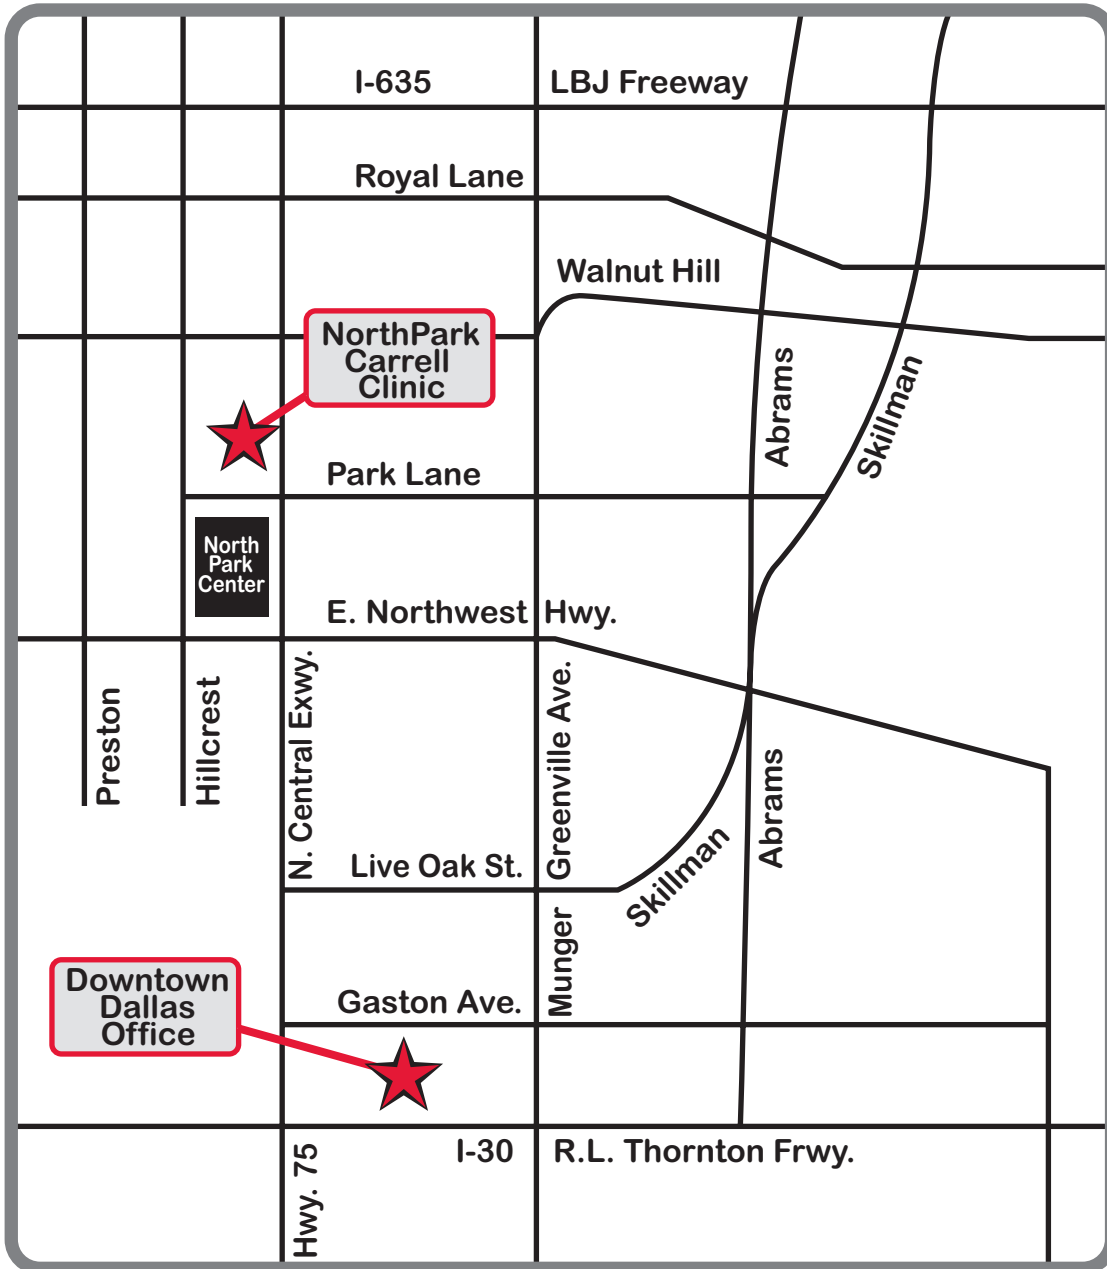 I-635
LBJ Freeway
Royal Lane
Walnut Hill
NorthPark
Carrell
Clinic
Abrams
Skillman
Park Lane
North
Park
Center
E. Northwest Hwy.
Preston
Hillcrest
N. Central Exwy.
Greenville Ave.
Abrams
Skillman
Live Oak St.
Munger
Downtown
Dallas
Office
Gaston Ave.
I-30
R.L. Thornton Frwy.
Hwy. 75